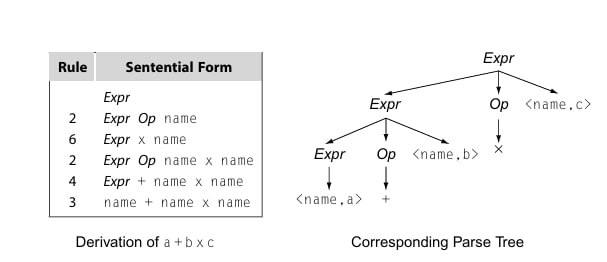 Rule Sentential Form
Expr
2 Expr Op name
6 Expr x name
2 Expr Op name x name
4 Expr + name x name
3 name + name x name
Derivation of a + b x c
Expr
Expr Op <name,c>
Expr Op <name,b> ×
<name,a> +
Corresponding Parse Tree